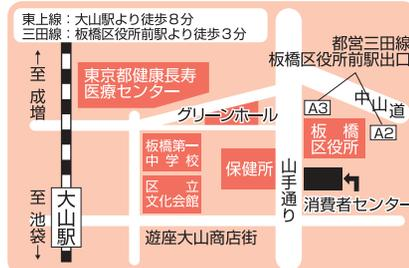 東上線：大山駅より徒歩８分
三田線：板橋区役所前駅より徒歩３分
都営三田線
板橋区役所前駅出口
←至 成増
東京都健康長寿
医療センター
グリーンホール
中山道
A3
A2
板橋
区役所
板橋第一
中学校
保健所
山手通り
区立
文化会館
消費者センター
大山駅
至 池袋→
遊座大山商店街